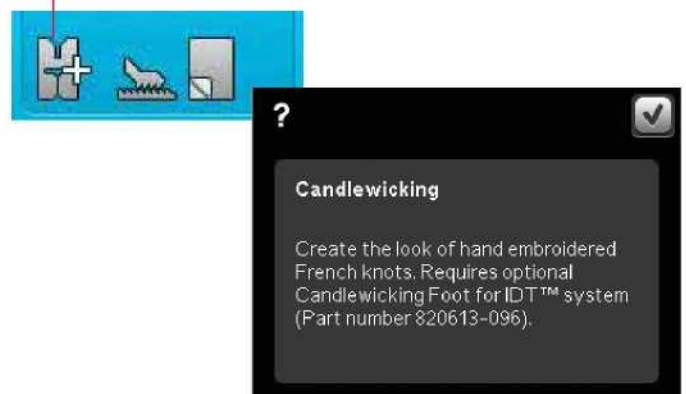 ?
Candlewicking
Create the look of hand embroidered
French knots. Requires optional
Candlewicking Foot for IDT™ system
(Part number 820613-096).